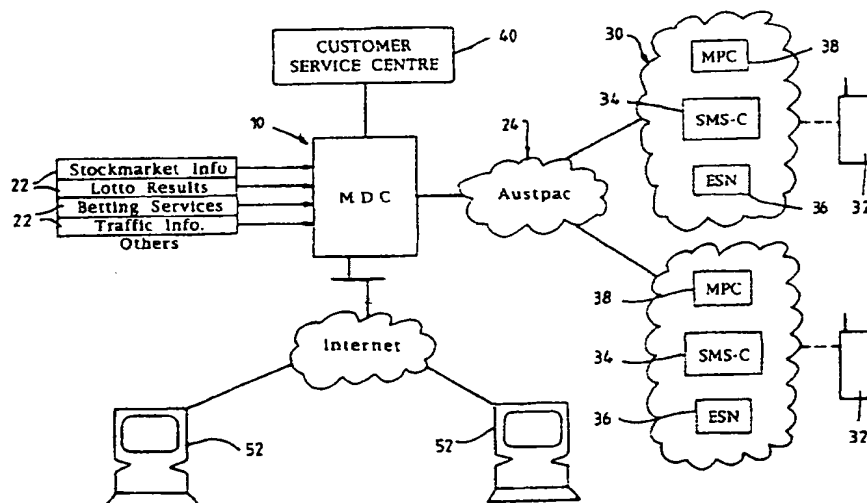 CUSTOMER
SERVICE CENTRE
40
30
MPC
38
34
SMS-C
10
24
22
Stockmarket Info
Lotto Results
22
Betting Services
22
Traffic Info.
Others
MDC
Austpac
ESN
36
32
38
MPC
34
SMS-C
36
ESN
32
Internet
52
52